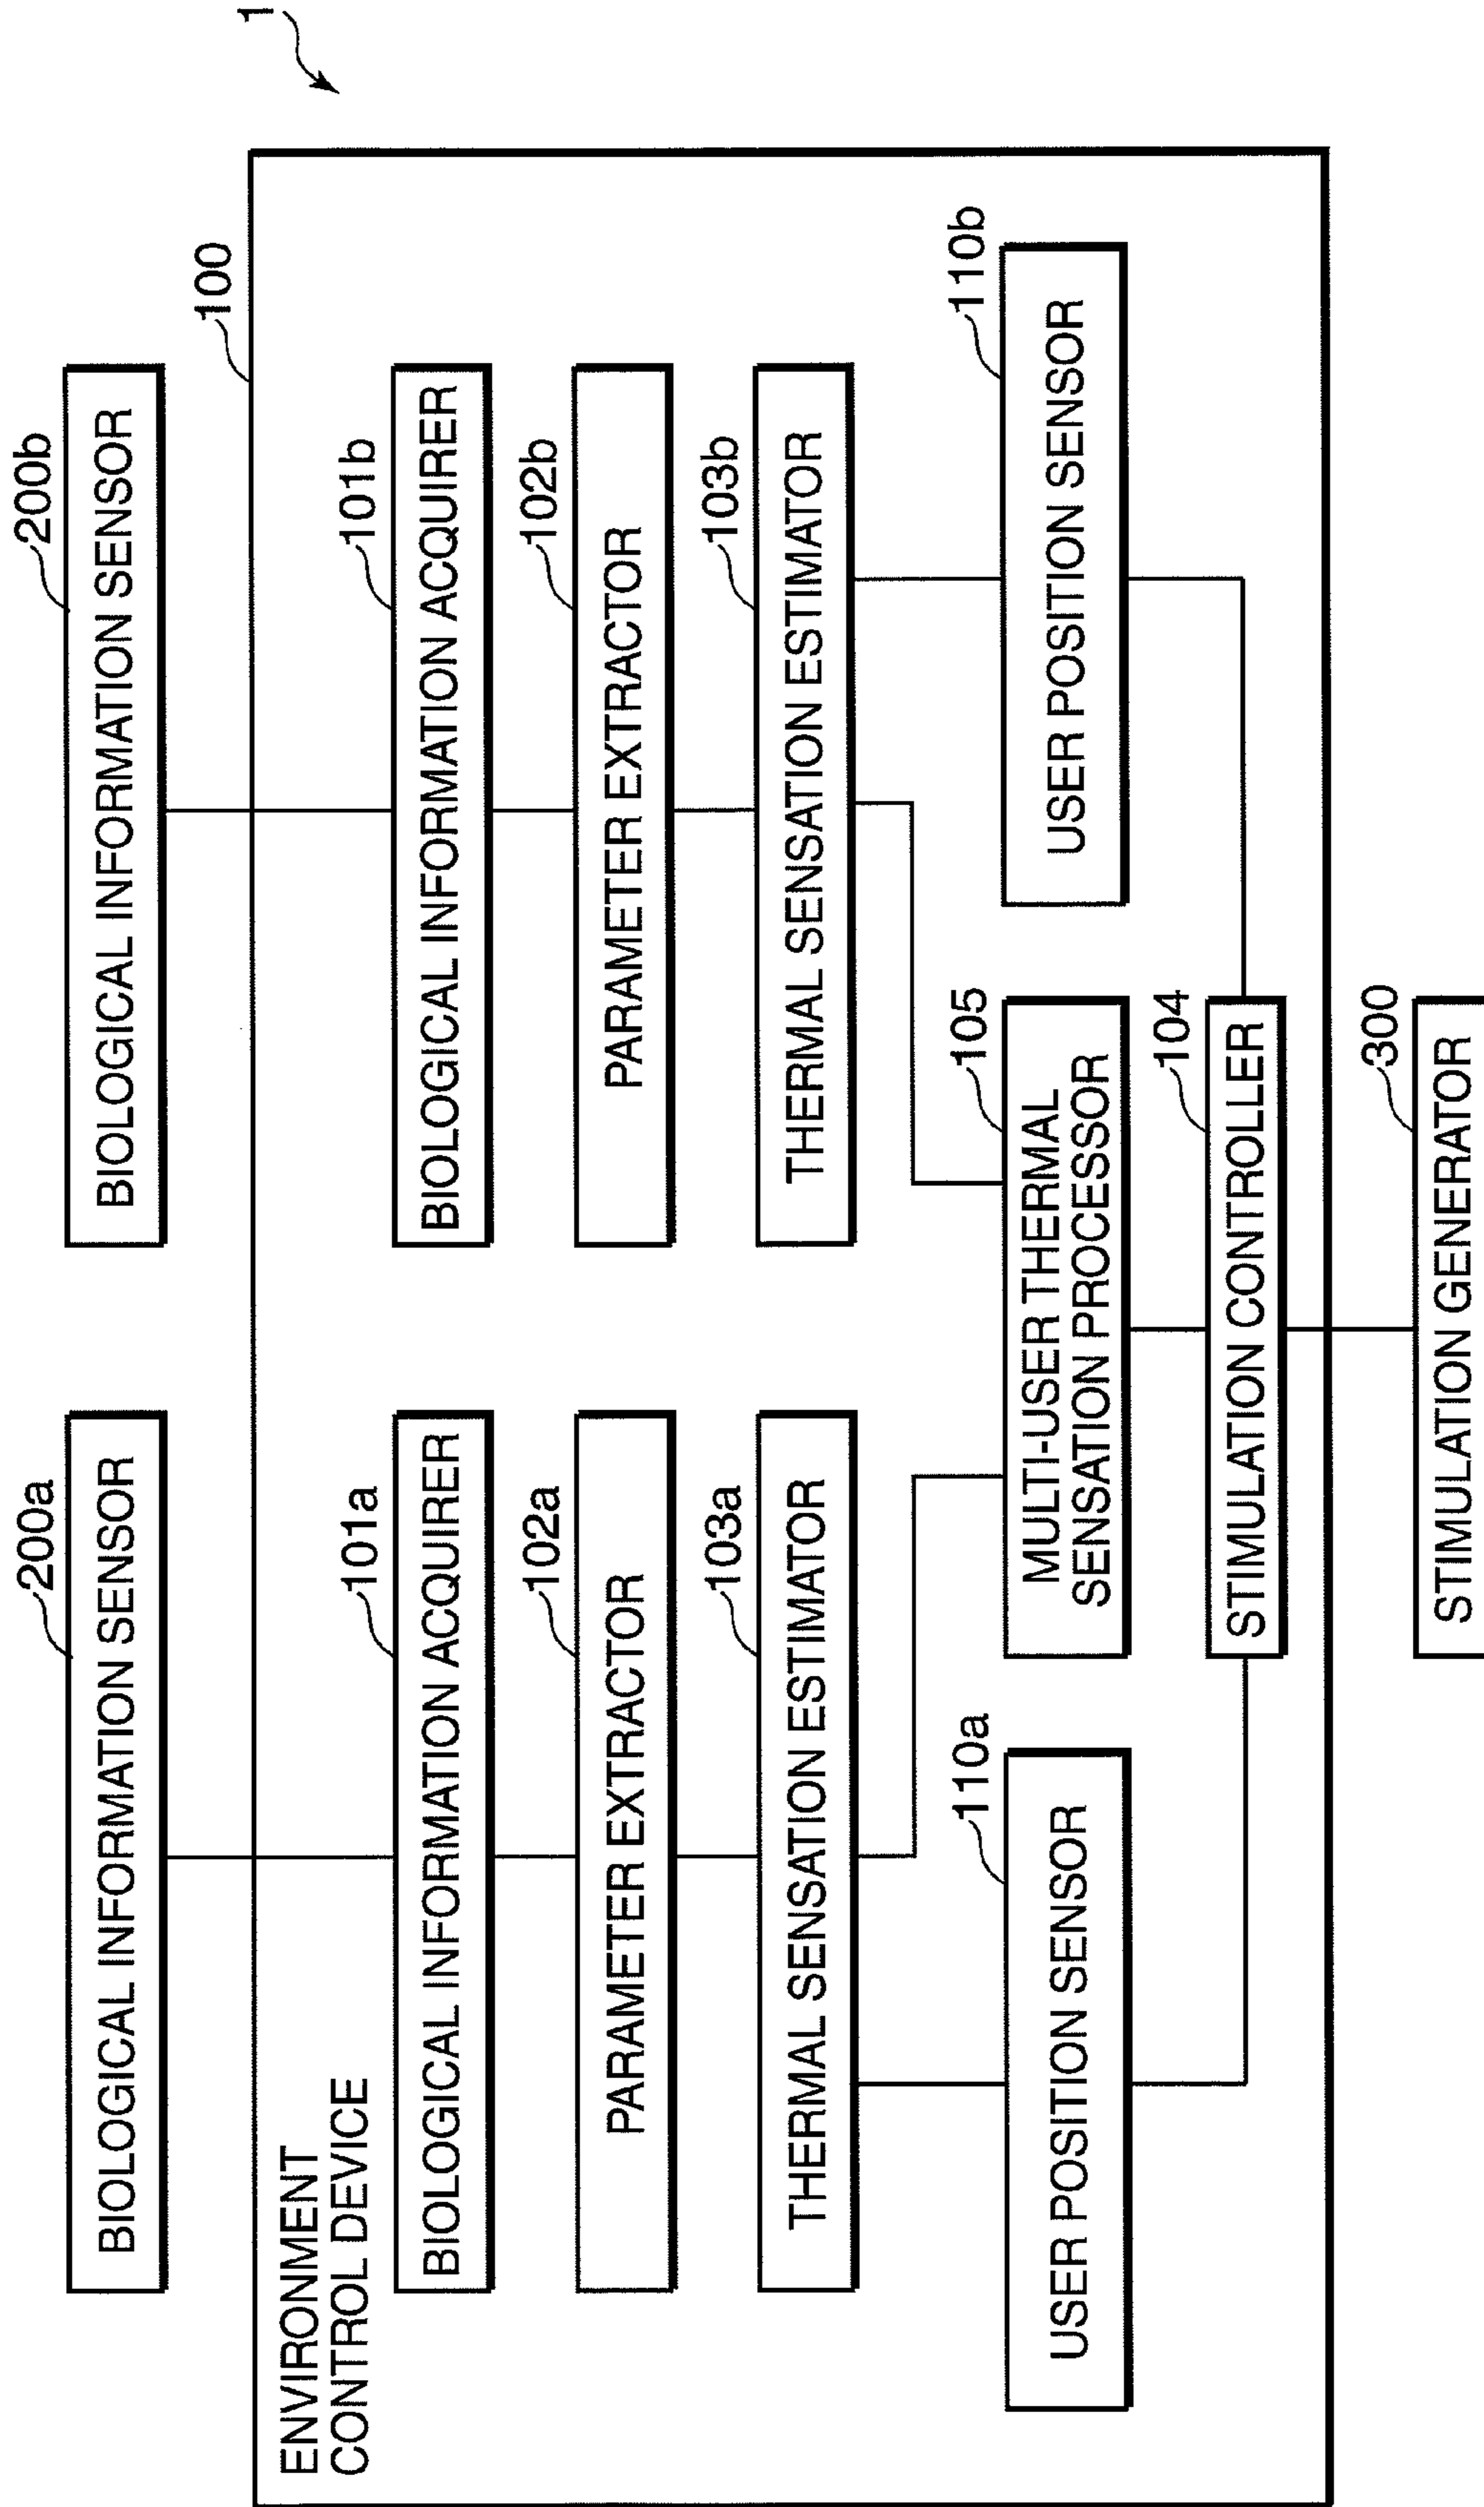 1
200a
BIOLOGICAL INFORMATION SENSOR
200b
BIOLOGICAL INFORMATION SENSOR
100
ENVIRONMENT
CONTROL DEVICE
101a
BIOLOGICAL INFORMATION ACQUIRER
101b
BIOLOGICAL INFORMATION ACQUIRER
102a
PARAMETER EXTRACTOR
102b
PARAMETER EXTRACTOR
103a
THERMAL SENSATION ESTIMATOR
103b
THERMAL SENSATION ESTIMATOR
110a
USER POSITION SENSOR
105
MULTI-USER THERMAL
SENSATION PROCESSOR
110b
USER POSITION SENSOR
104
STIMULATION CONTROLLER
300
STIMULATION GENERATOR